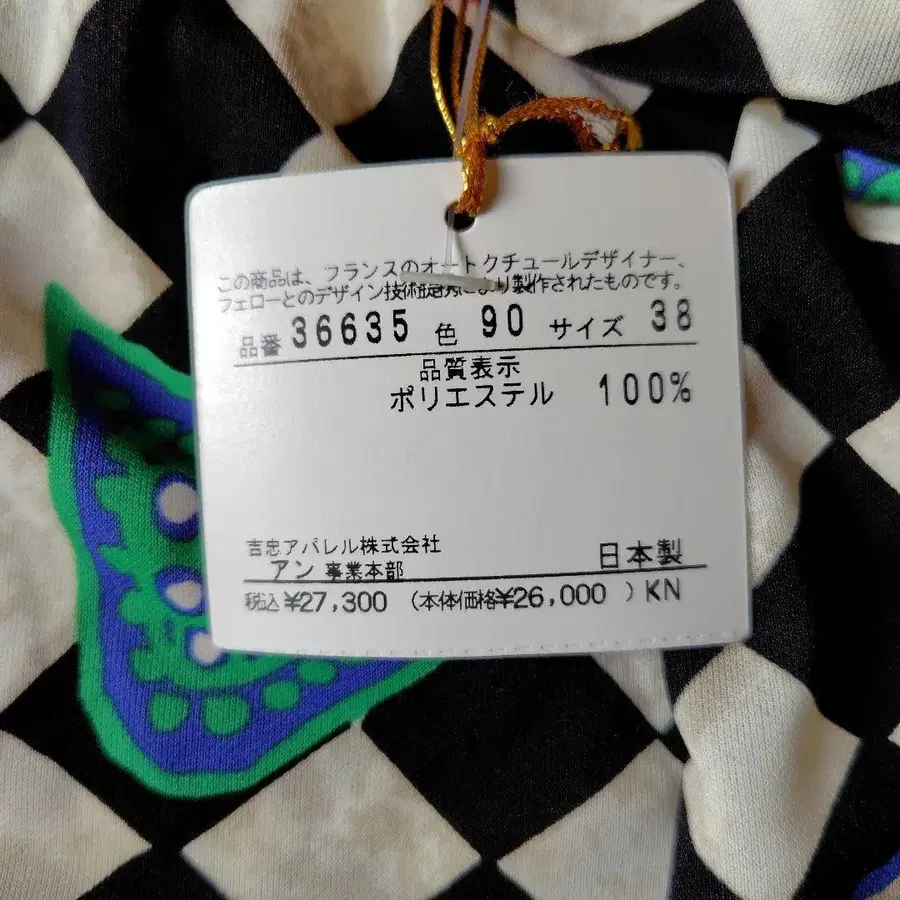 この商品は、フランスのオートクチュールデザイナー、
フェローとのデザイン技術提携により製作されたものです。
品番 36635 色 90 サイズ 38
品質表示
ポリエステル 100%
吉忠アパレル株式会社
アン 事業本部 日本製
税込 ¥27,300 (本体価格¥26,000 ) KN